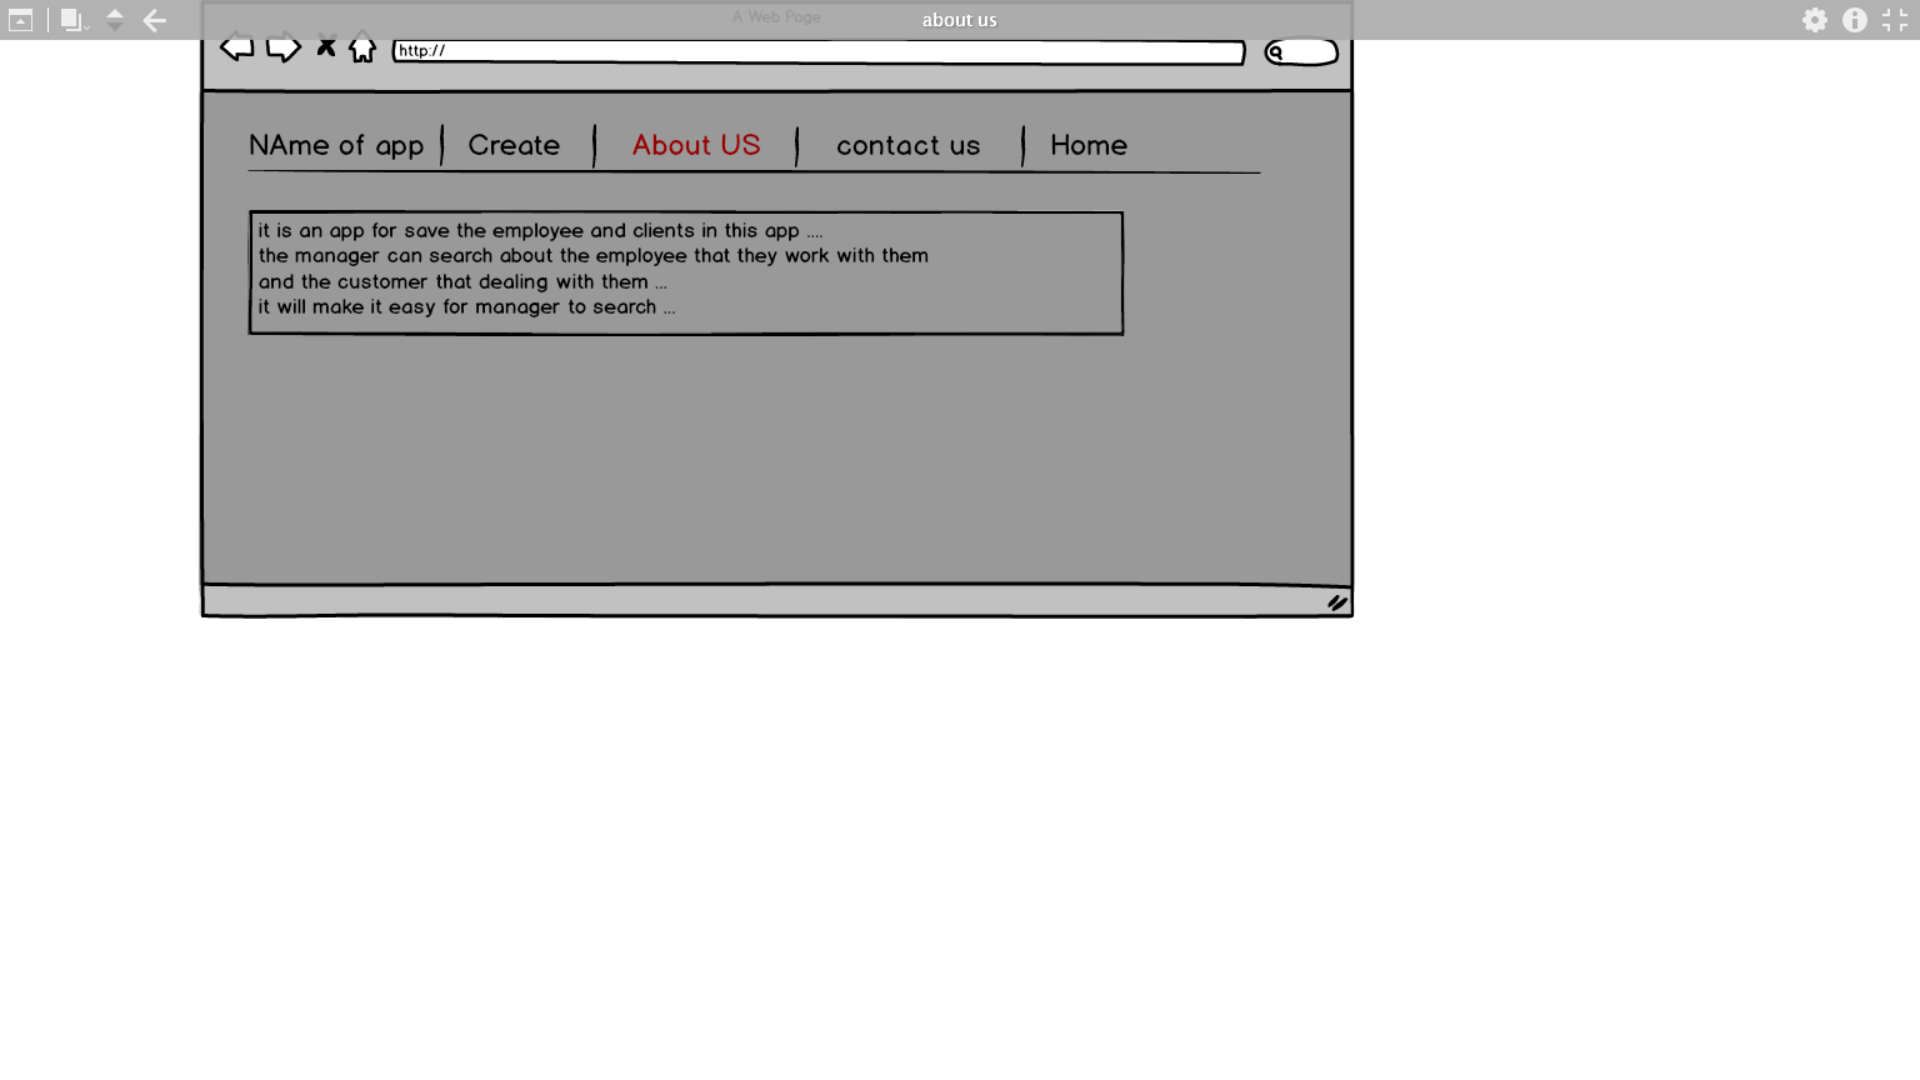 A Web Page
about us
http://
NAme of app
Create
About US
contact us
Home
it is an app for save the employee and clients in this app ....
the manager can search about the employee that they work with them
and the customer that dealing with them ...
it will make it easy for manager to search ...